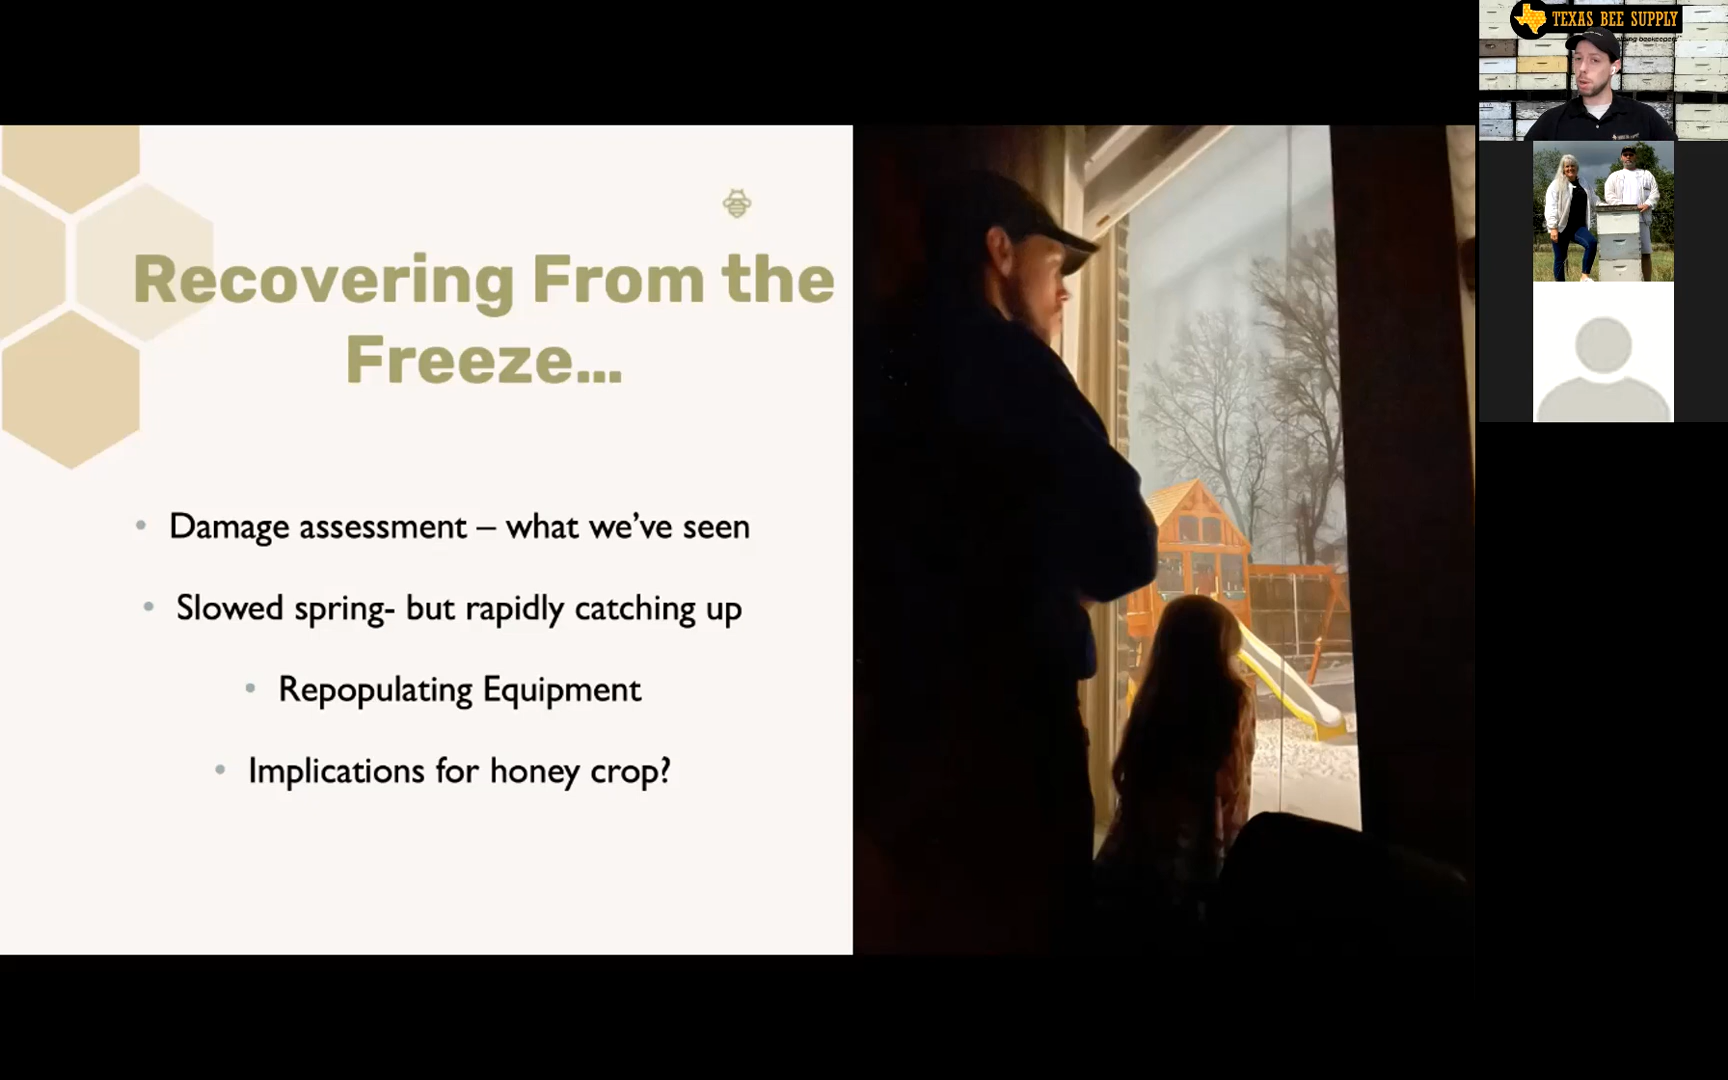 TEXAS BEE SUPPLY
Recovering From the
Freeze...
• Damage assessment – what we've seen
• Slowed spring- but rapidly catching up
• Repopulating Equipment
• Implications for honey crop?